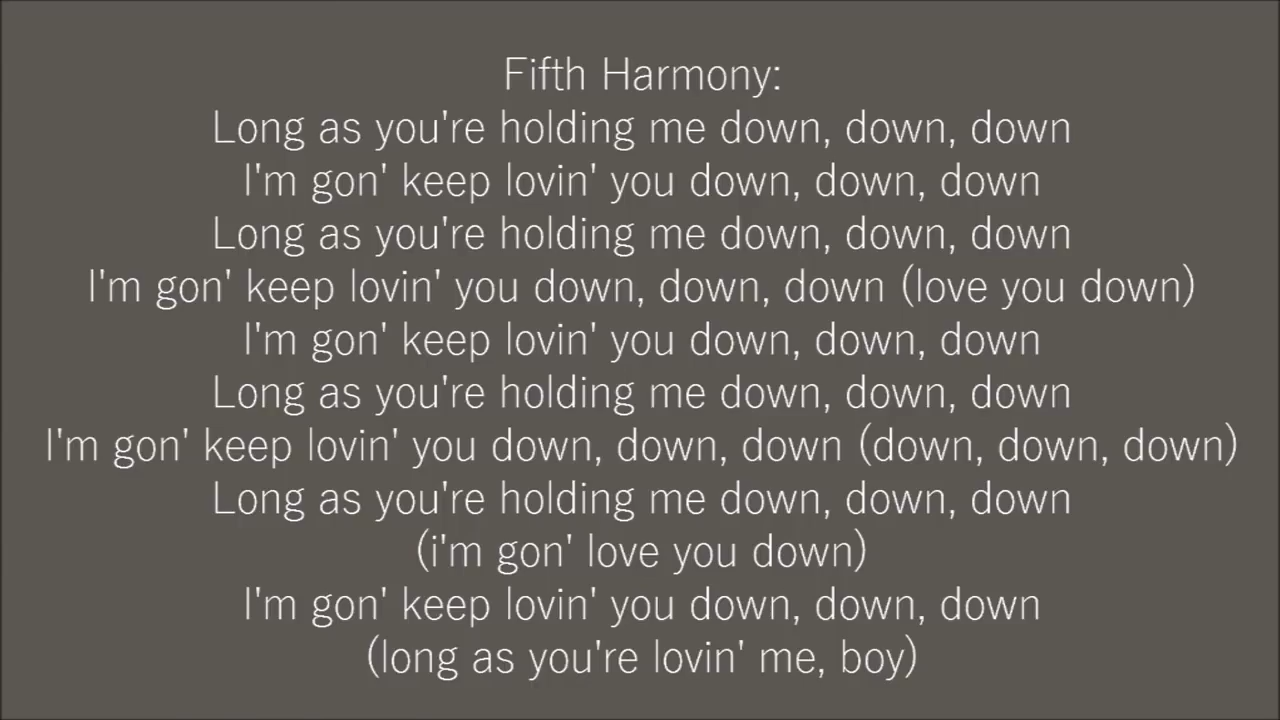 Fifth Harmony:
Long as you're holding me down, down, down
I'm gon' keep lovin' you down, down, down
Long as you're holding me down, down, down
I'm gon' keep lovin' you down, down, down (love you down)
I'm gon' keep lovin' you down, down, down
Long as you're holding me down, down, down
I'm gon' keep lovin' you down, down, down (down, down, down)
Long as you're holding me down, down, down
(i'm gon' love you down)
I'm gon' keep lovin' you down, down, down
(long as you're lovin' me, boy)